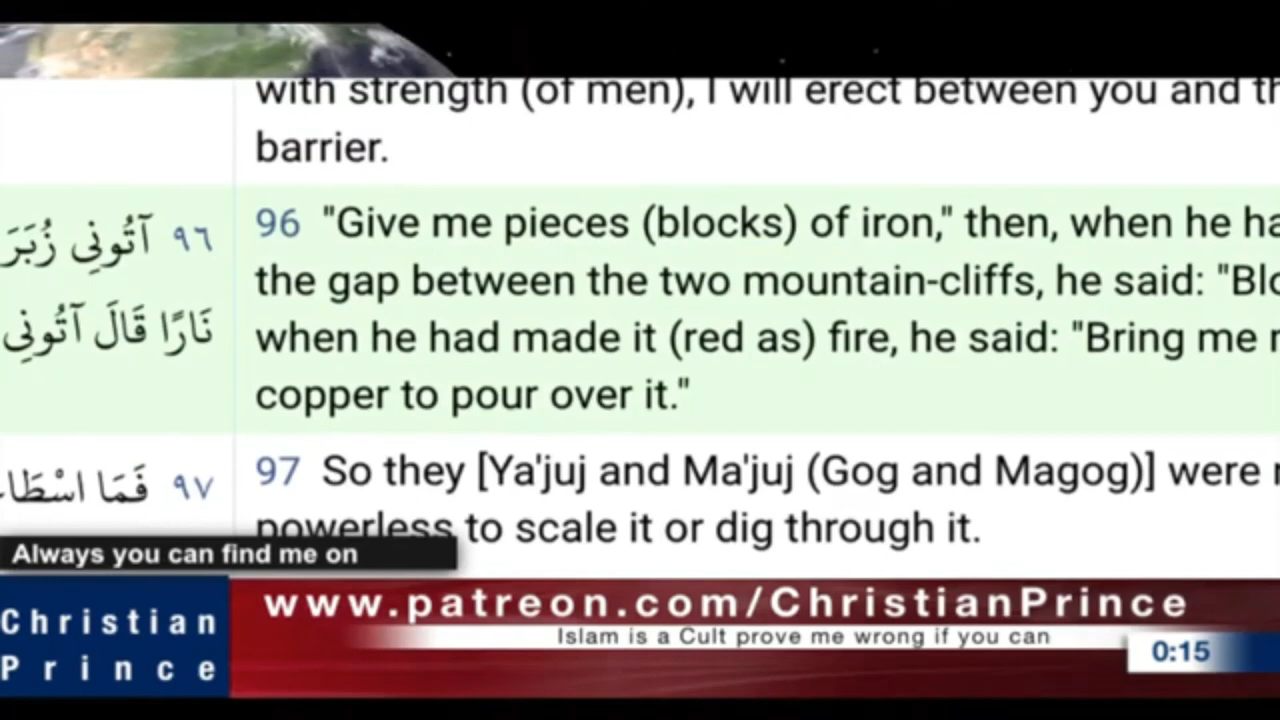 with strength (of men), I will erect between you and
barrier.
٩٦ آتُونِي زُبَرَ
نَارًا قَالَ آتُونِي
96 "Give me pieces (blocks) of iron," then, when he
the gap between the two mountain-cliffs, he said:
when he had made it (red as) fire, he said: "Bring me
copper to pour over it."
٩٧ فَمَا
97 So they [Ya'juj and Ma'juj (Gog and Magog)] were
powerless to scale it or dig through it.
Always you can find me on
Christian
Prince
www.patreon.com/ChristianPrince
Islam is a Cult prove me wrong if you can
0:15